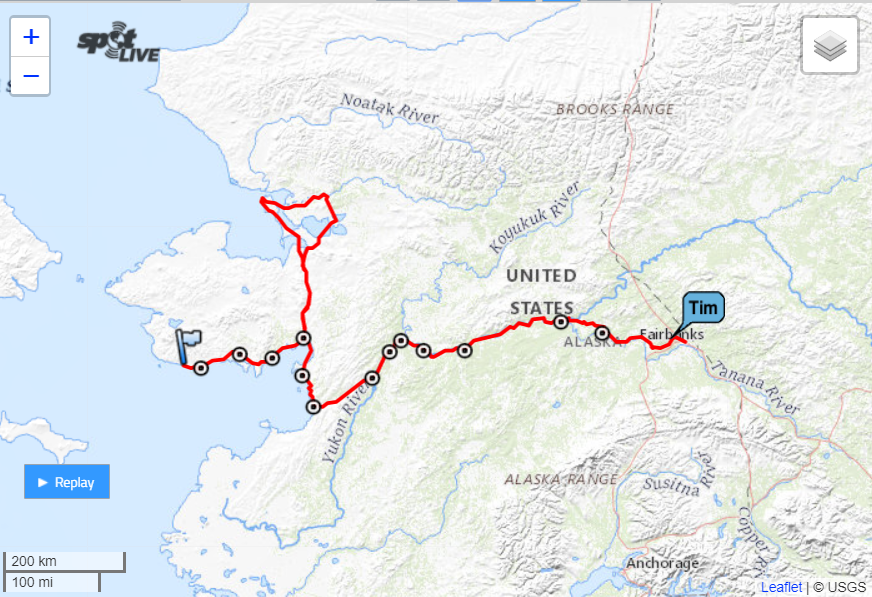 +
spot
LIVE
−
Noatak River
BROOKS RANGE
Koyukuk River
UNITED
STATES
ALASKA
Tim
Fairbanks
Tanana River
Yukon River
ALASKA RANGE
Susitna River
Copper Ri
► Replay
200 km
100 mi
Anchorage
Leaflet | © USGS